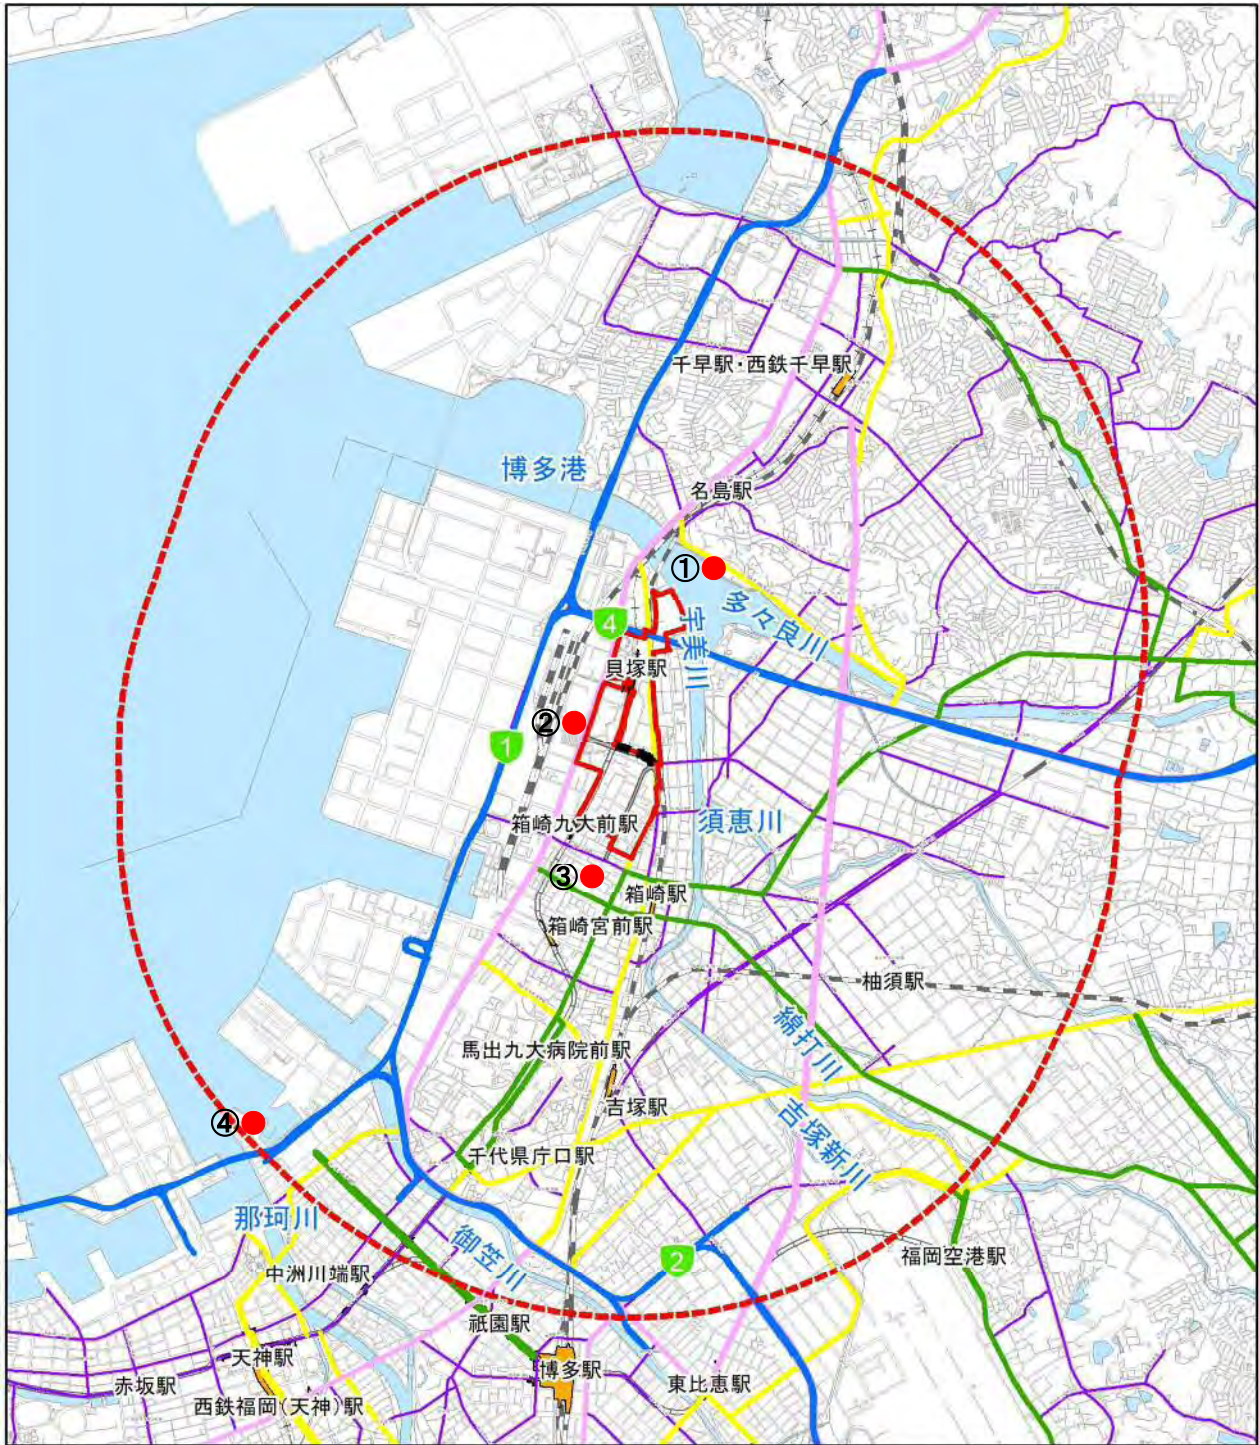 千早駅・西鉄千早駅
博多港
名島駅
①
多々良川
宇美川
4
貝塚駅
②
1
箱崎九大前駅
須恵川
③
箱崎駅
箱崎宮前駅
柚須駅
綿打川
馬出九大病院前駅
吉塚駅
吉塚新川
④
千代県庁口駅
那珂川
御笠川
2
福岡空港駅
中洲川端駅
祇園駅
天神駅
博多駅
赤坂駅
東比恵駅
西鉄福岡(天神)駅